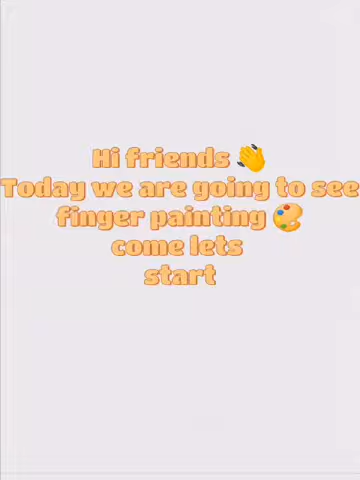 Hi friends 👋
Today we are going to see
finger painting 🎨
come lets
start